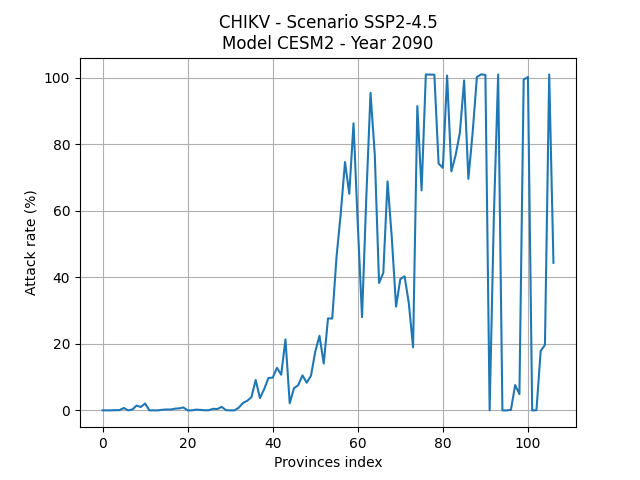 CHIKV - Scenario SSP2-4.5
Model CESM2 - Year 2090
Attack rate (%)
100
80
60
40
20
0
0 20 40 60 80 100
Provinces index